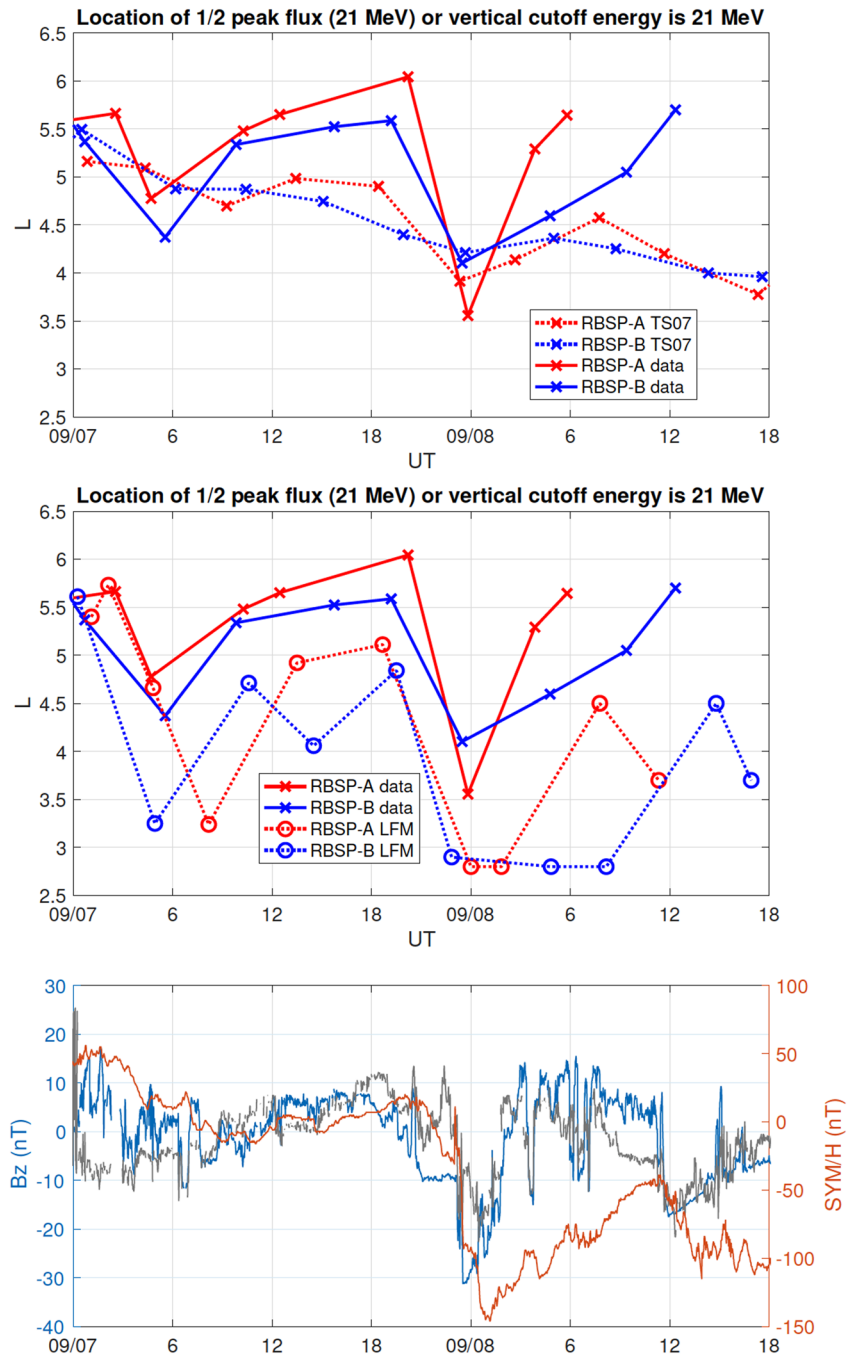 Location of 1/2 peak flux (21 MeV) or vertical cutoff energy is 21 MeV
6.5
6
5.5
5
4.5
4
3.5
3
2.5
L
RBSP-A TS07
RBSP-B TS07
RBSP-A data
RBSP-B data
09/07 6 12 18 09/08 6 12 18
UT
Location of 1/2 peak flux (21 MeV) or vertical cutoff energy is 21 MeV
6.5
6
5.5
5
4.5
4
3.5
3
2.5
L
RBSP-A data
RBSP-B data
RBSP-A LFM
RBSP-B LFM
09/07 6 12 18 09/08 6 12 18
UT
30
20
10
0
-10
-20
-30
-40
Bz (nT)
100
50
0
-50
-100
-150
SYM/H (nT)
09/07 6 12 18 09/08 6 12 18